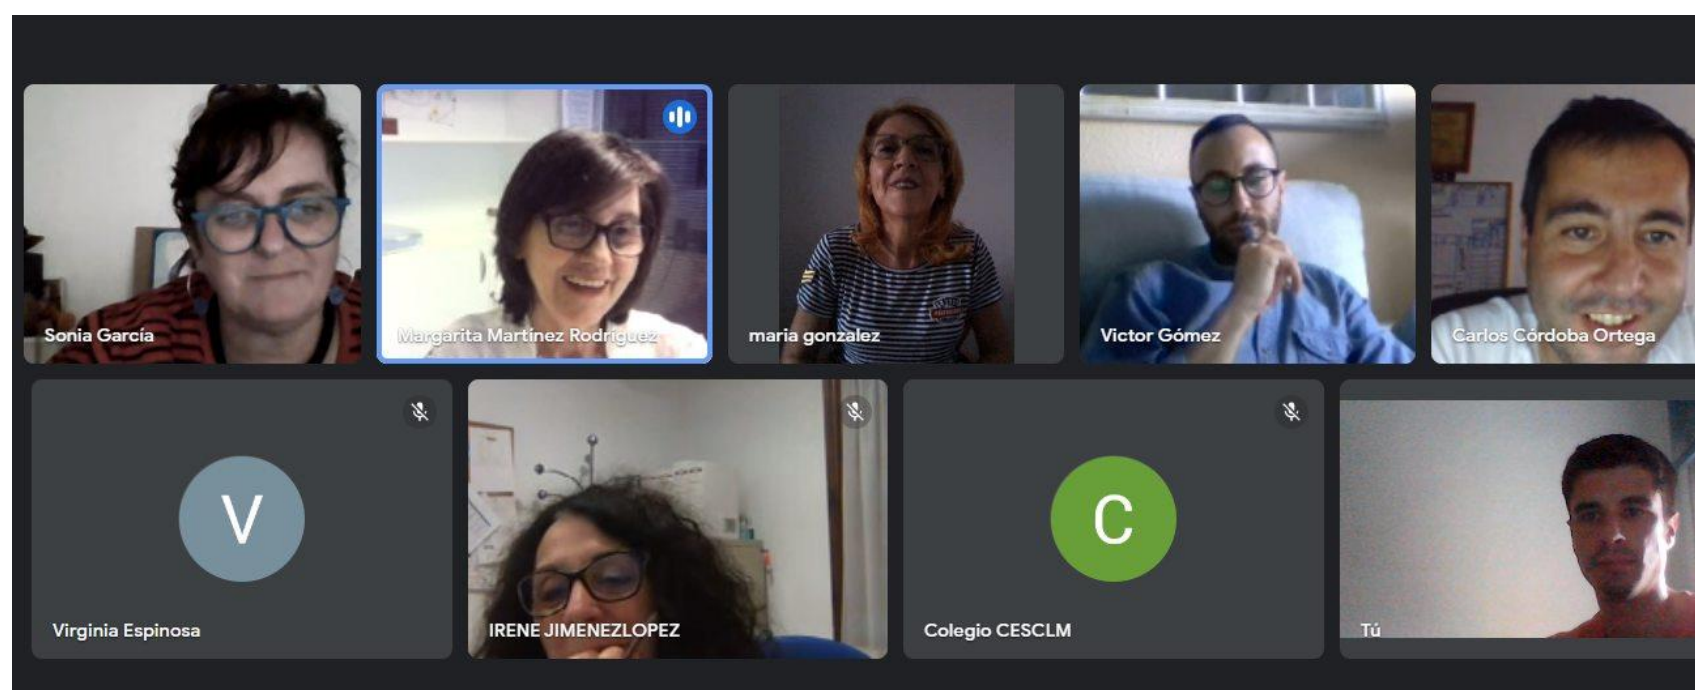 Sonia García
Margarita Martínez Rodríguez
maria gonzalez
Victor Gómez
Carlos Córdoba Ortega
V
Virginia Espinosa
IRENE JIMENEZLOPEZ
C
Colegio CESCLM
Tú